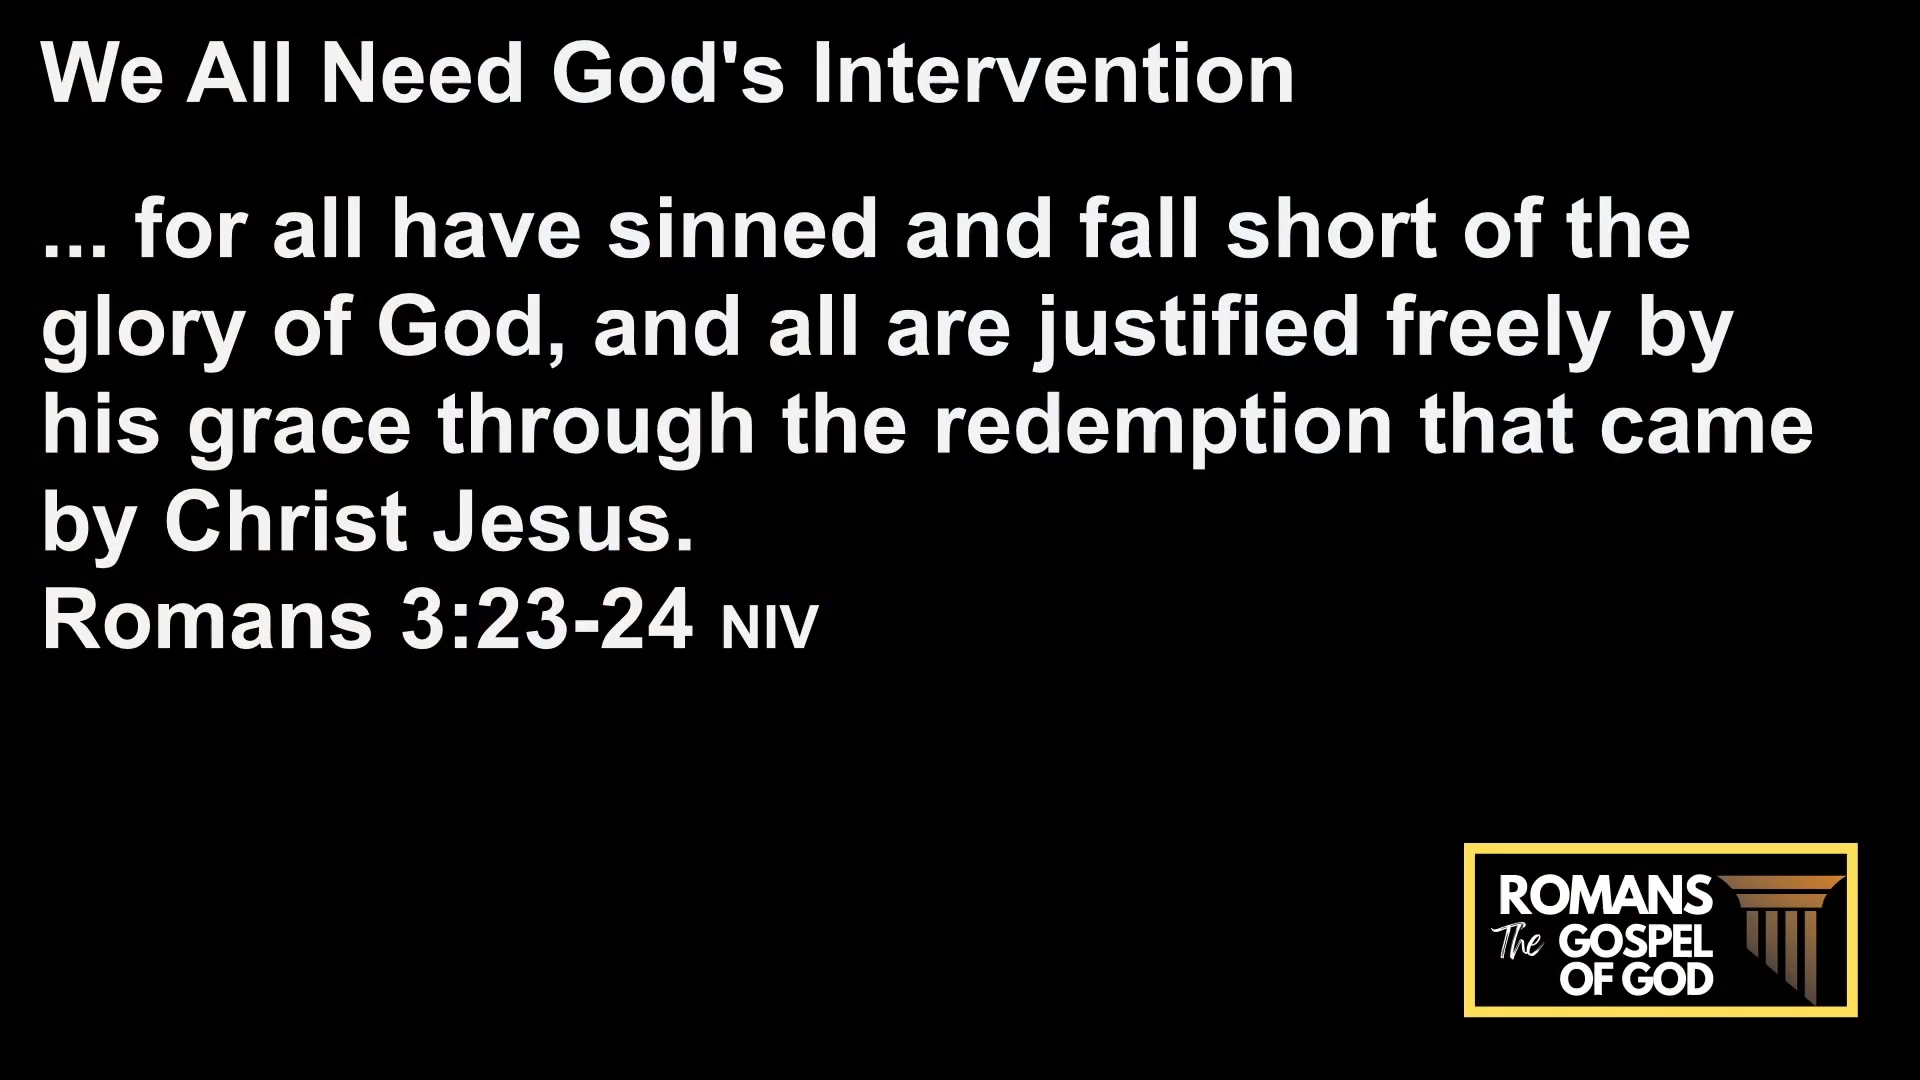 We All Need God's Intervention
... for all have sinned and fall short of the
glory of God, and all are justified freely by
his grace through the redemption that came
by Christ Jesus.
Romans 3:23-24 NIV
ROMANS
The GOSPEL
OF GOD